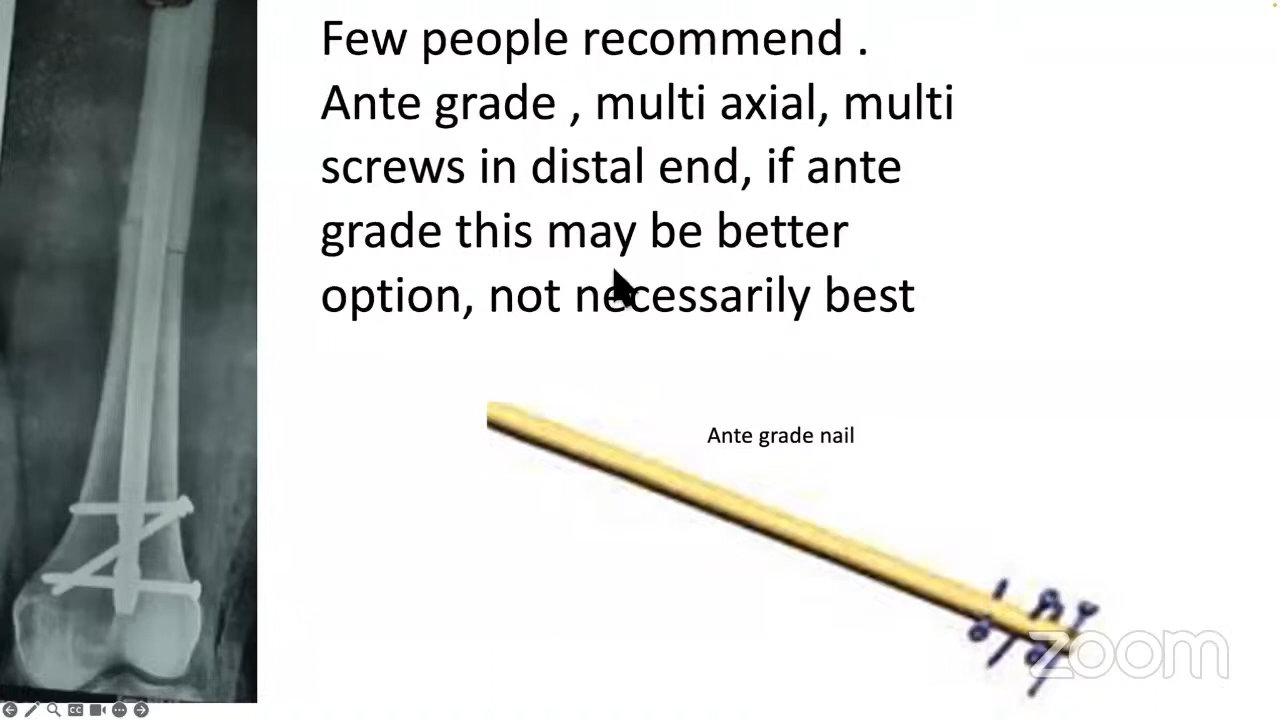 Few people recommend .
Ante grade , multi axial, multi
screws in distal end, if ante
grade this may be better
option, not necessarily best
Ante grade nail
zoom
CC